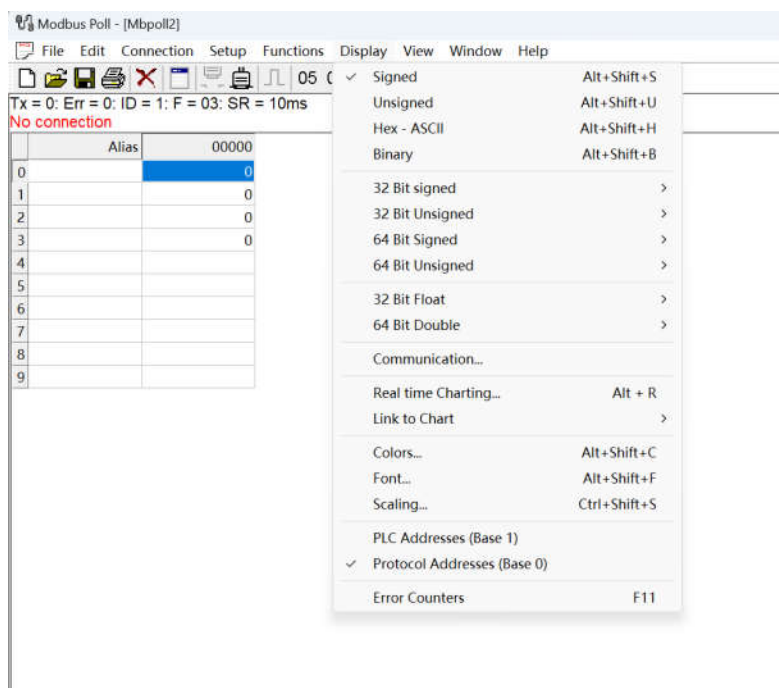 Modbus Poll - [Mbpoll2]
File Edit Connection Setup Functions Display View Window Help
05
Tx = 0: Err = 0: ID = 1: F = 03: SR = 10ms
No connection
Alias 00000
0 0
1 0
2 0
3 0
4
5
6
7
8
9
Signed Alt+Shift+S
Unsigned Alt+Shift+U
Hex - ASCII Alt+Shift+H
Binary Alt+Shift+B
32 Bit signed
32 Bit Unsigned
64 Bit Signed
64 Bit Unsigned
32 Bit Float
64 Bit Double
Communication...
Real time Charting... Alt + R
Link to Chart
Colors... Alt+Shift+C
Font... Alt+Shift+F
Scaling... Ctrl+Shift+S
PLC Addresses (Base 1)
Protocol Addresses (Base 0)
Error Counters F11